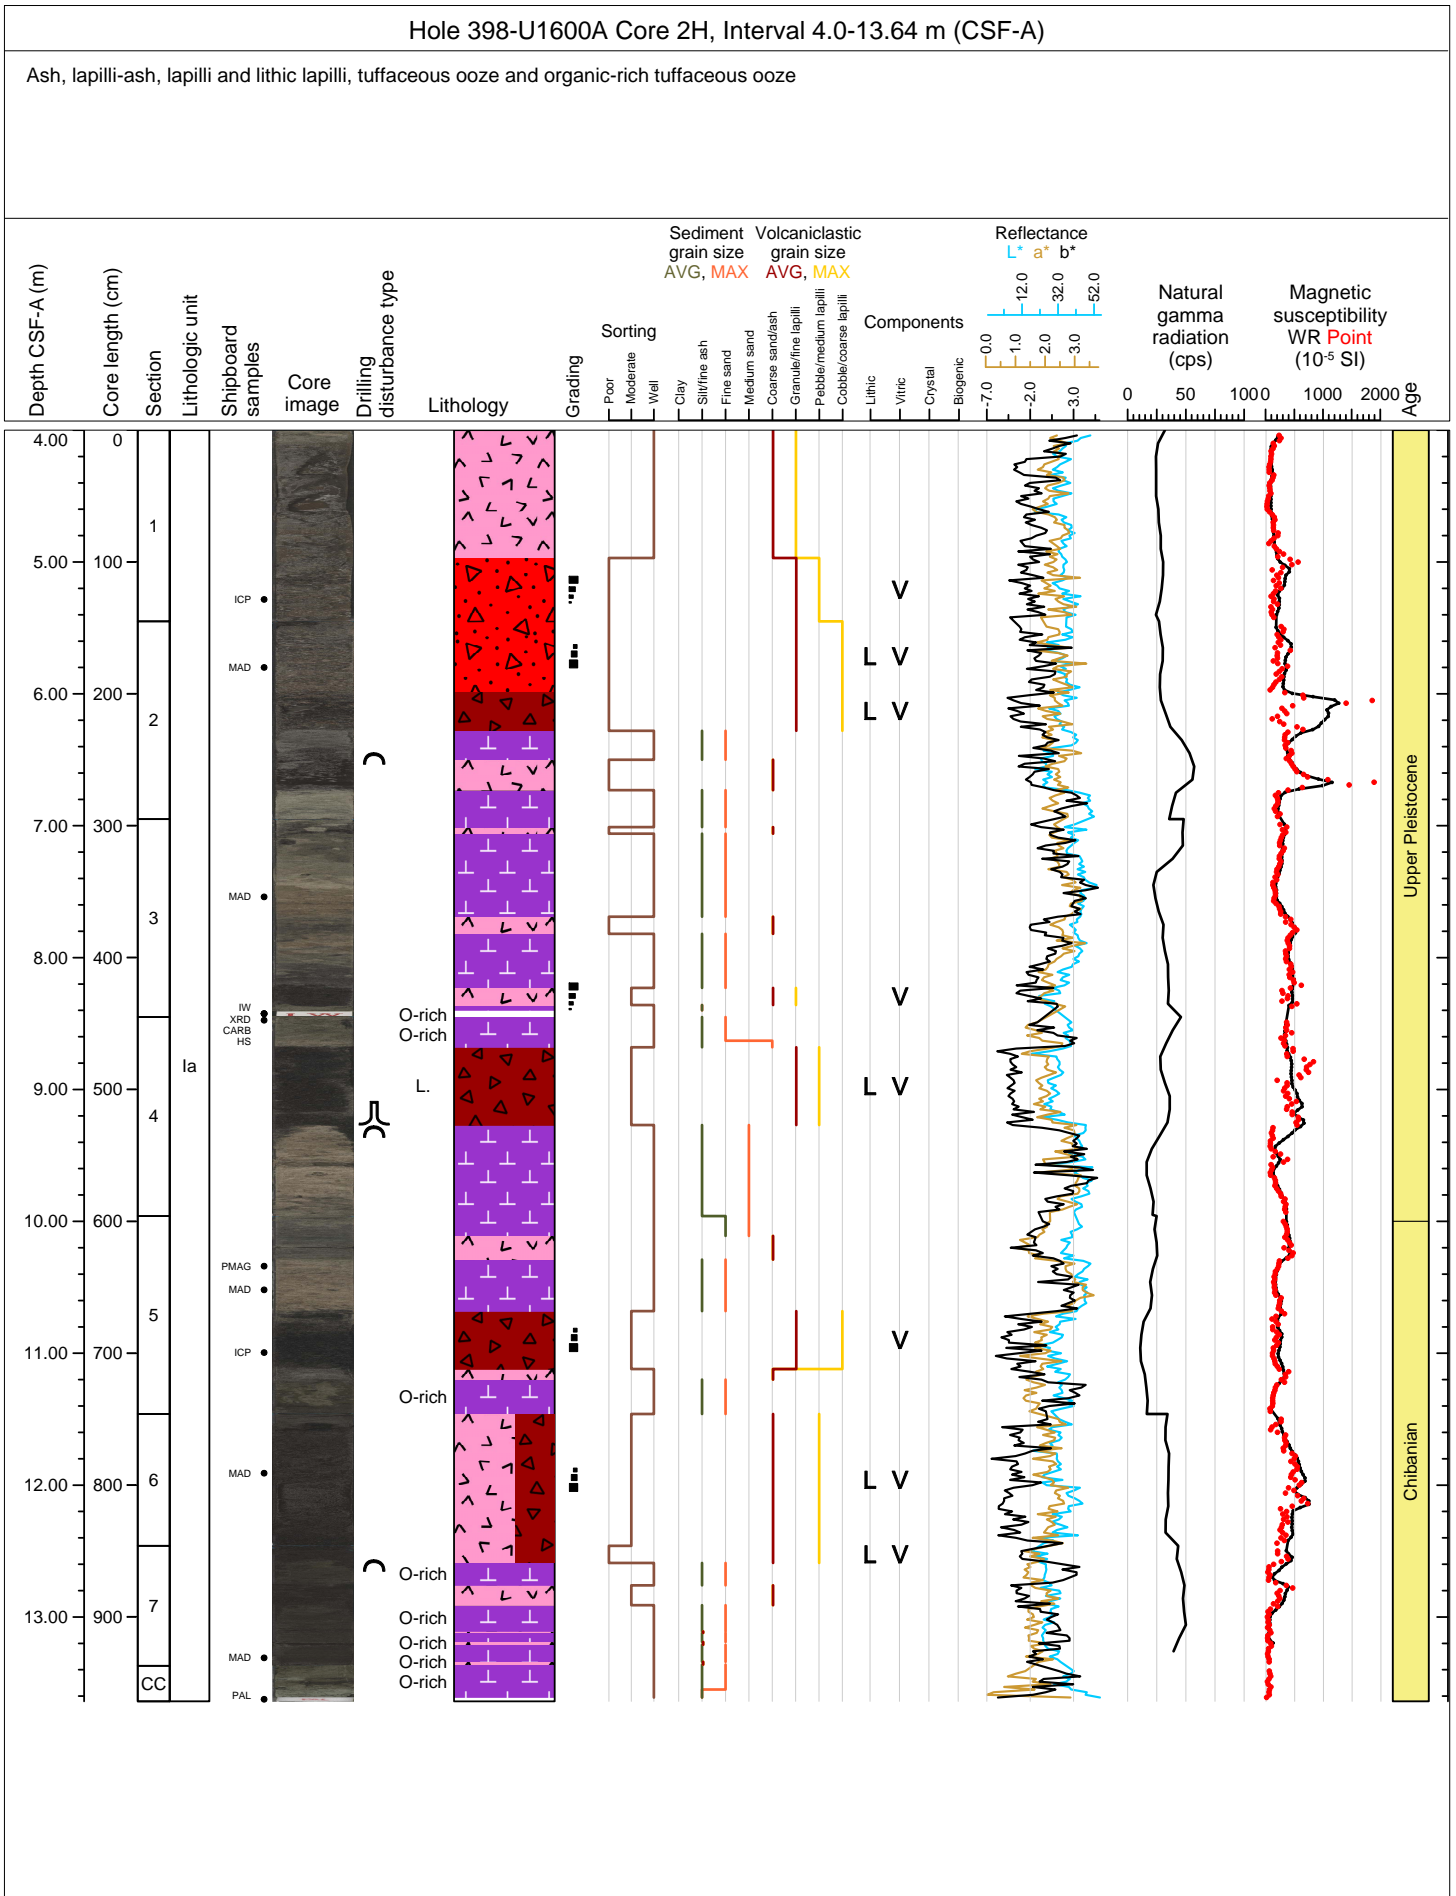 Hole 398-U1600A Core 2H, Interval 4.0-13.64 m (CSF-A)
Ash, lapilli-ash, lapilli and lithic lapilli, tuffaceous ooze and organic-rich tuffaceous ooze
Depth CSF-A (m)
Core length (cm)
Section
Lithologic unit
Shipboard
samples
Core
image
Drilling
disturbance type
Lithology
Grading
Sorting
Poor
Moderate
Well
Sediment
grain size
AVG, MAX
Volcaniclastic
grain size
AVG, MAX
Clay
Silt/fine ash
Fine sand
Medium sand
Coarse sand/ash
Granule/fine lapilli
Pebble/medium lapilli
Cobble/coarse lapilli
Components
Lithic
Vitric
Crystal
Biogenic
Reflectance
L* a* b*
12.0 32.0 52.0
0.0 1.0 2.0 3.0
-7.0 -2.0 3.0
Natural
gamma
radiation
(cps)
0 50 100
Magnetic
susceptibility
WR Point
(10-5 SI)
0 1000 2000
Age
4.00 0
1
5.00 100
ICP
V
MAD
L V
6.00 200
L V
2
7.00 300
Upper Pleistocene
MAD
3
8.00 400
V
IW
O-rich
XRD
CARB
O-rich
HS
Ia
9.00 500
L.
L V
4
10.00 600
PMAG
MAD
5
11.00 700
ICP
V
O-rich
MAD
6
12.00 800
L V
Chibanian
L V
O-rich
7
13.00 900
O-rich
O-rich
MAD
O-rich
CC
O-rich
PAL